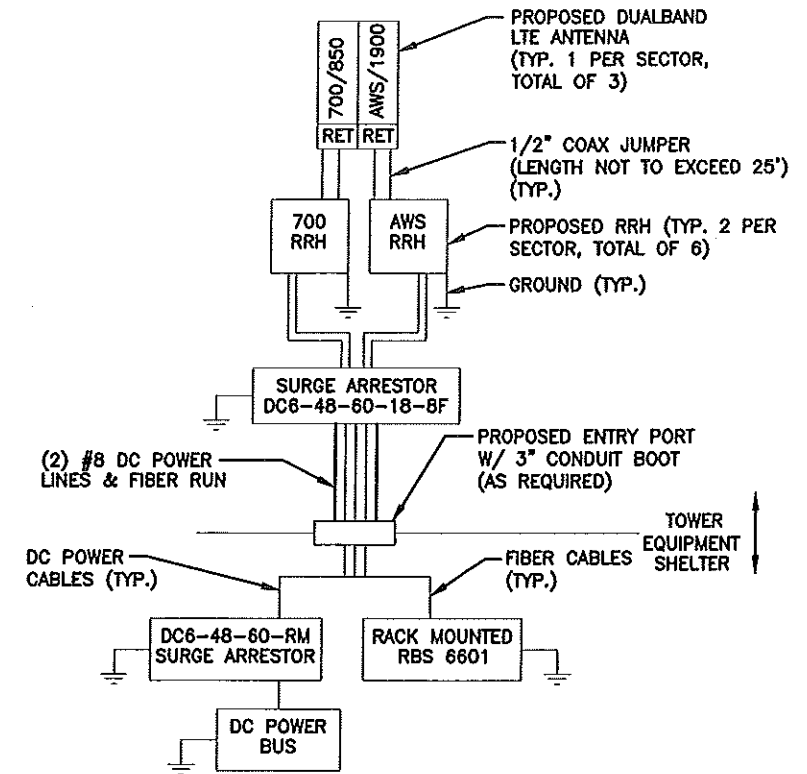 PROPOSED DUALBAND
LTE ANTENNA
(TYP. 1 PER SECTOR,
TOTAL OF 3)
700/850
AWS/1900
RET
RET
1/2" COAX JUMPER
(LENGTH NOT TO EXCEED 25')
(TYP.)
700
RRH
AWS
RRH
PROPOSED RRH (TYP. 2 PER
SECTOR, TOTAL OF 6)
GROUND (TYP.)
SURGE ARRESTOR
DC6-48-60-18-8F
(2) #8 DC POWER
LINES & FIBER RUN
PROPOSED ENTRY PORT
W/ 3" CONDUIT BOOT
(AS REQUIRED)
TOWER
EQUIPMENT
SHELTER
DC POWER
CABLES (TYP.)
FIBER CABLES
(TYP.)
DC6-48-60-RM
SURGE ARRESTOR
RACK MOUNTED
RBS 6601
DC POWER
BUS